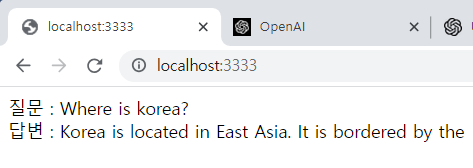 localhost:3333
OpenAI
localhost:3333
질문 : Where is korea?
답변 : Korea is located in East Asia. It is bordered by the